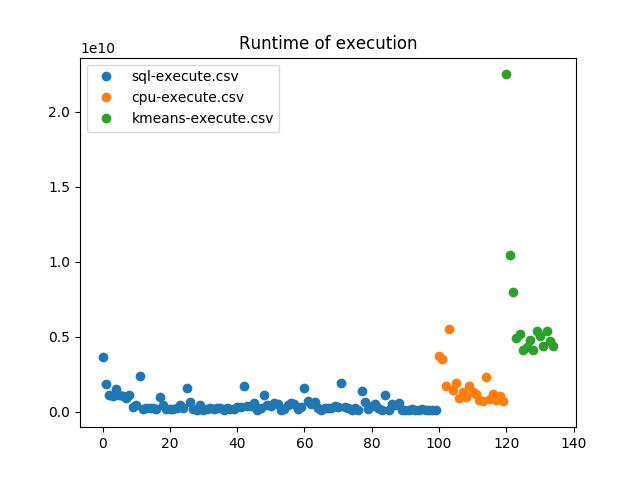 Runtime of execution
1e10
sql-execute.csv
cpu-execute.csv
kmeans-execute.csv
2.0
1.5
1.0
0.5
0.0
0 20 40 60 80 100 120 140